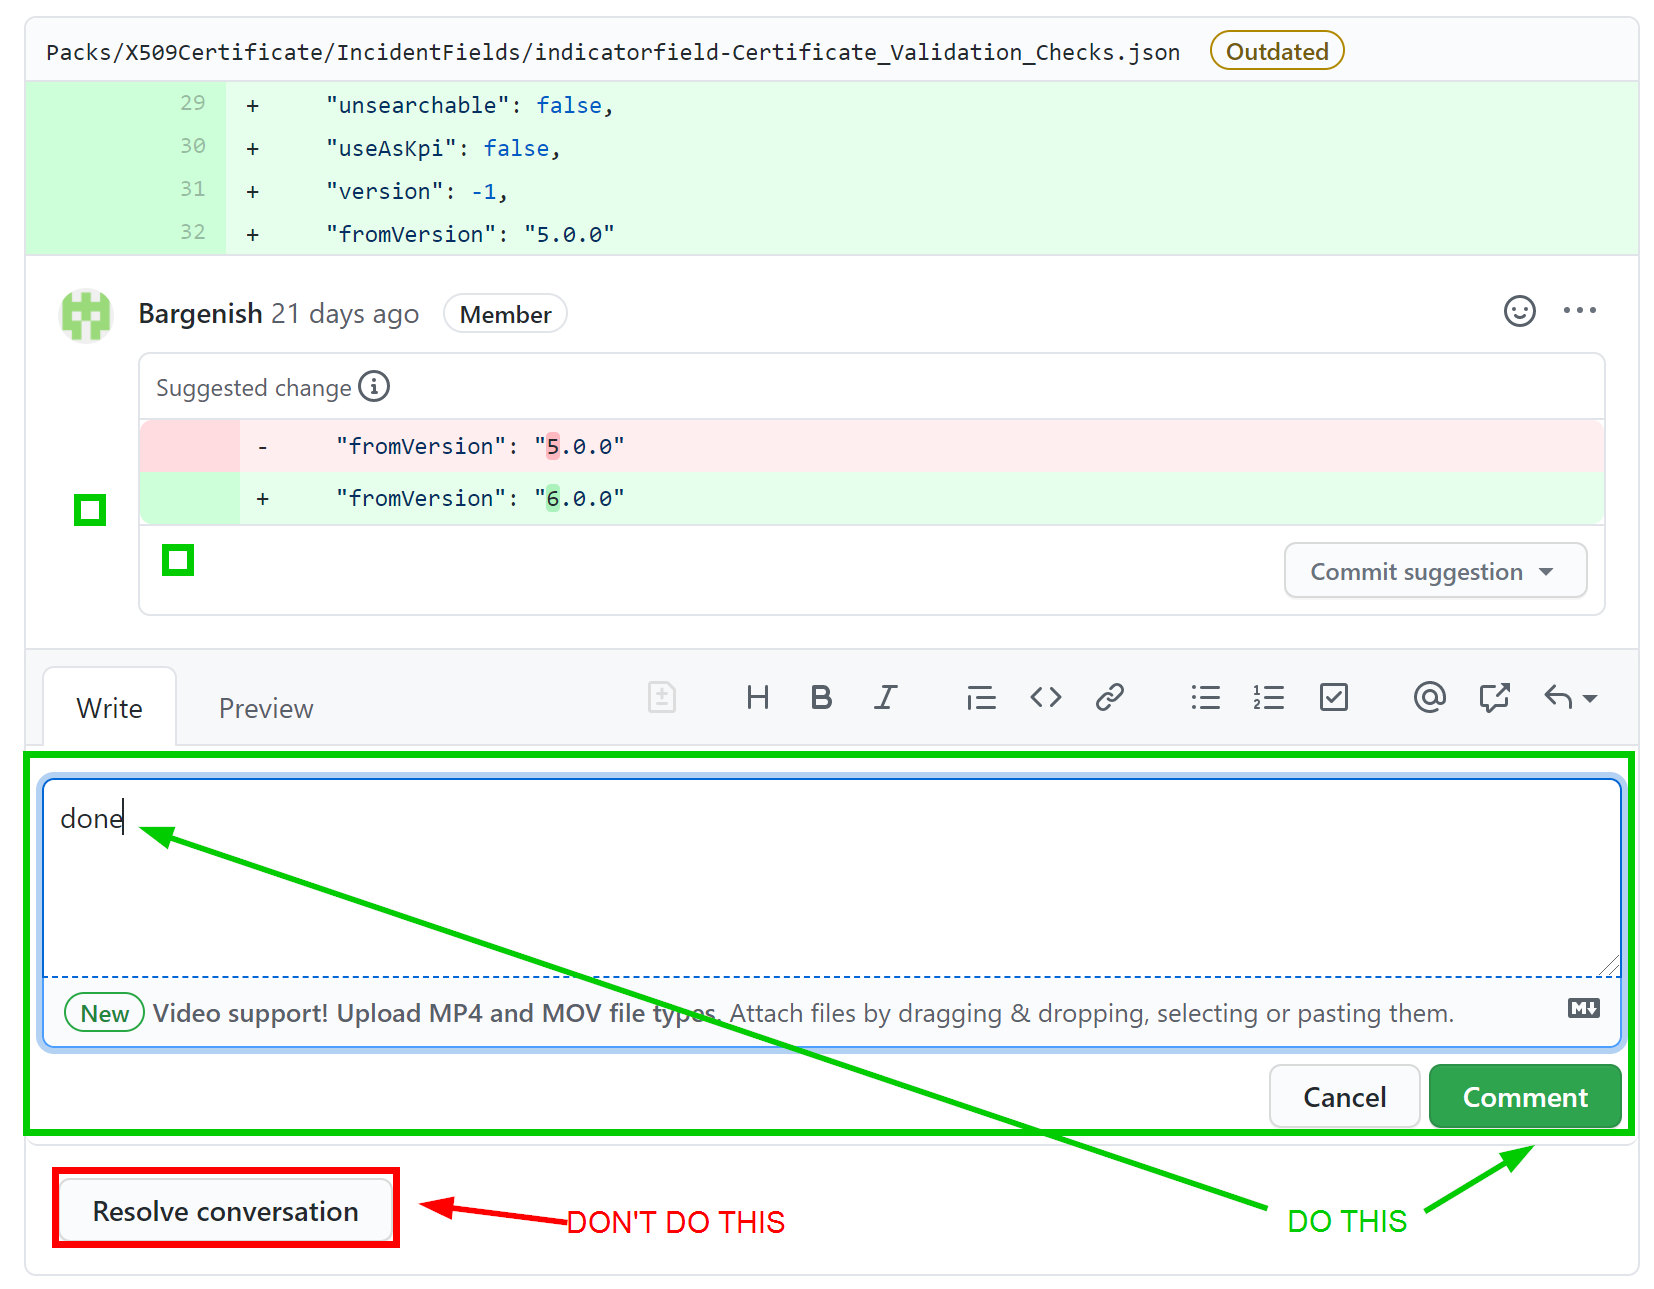 Packs/X509Certificate/IncidentFields/indicatorfield-Certificate_Validation_Checks.json Outdated
29 + "unsearchable": false,
30 + "useAsKpi": false,
31 + "version": -1,
32 + "fromVersion": "5.0.0"
Bargenish 21 days ago Member
Suggested change
- "fromVersion": "5.0.0"
+ "fromVersion": "6.0.0"
Commit suggestion
Write Preview
done
New Video support! Upload MP4 and MOV file types. Attach files by dragging & dropping, selecting or pasting them.
Cancel Comment
Resolve conversation
DON'T DO THIS
DO THIS